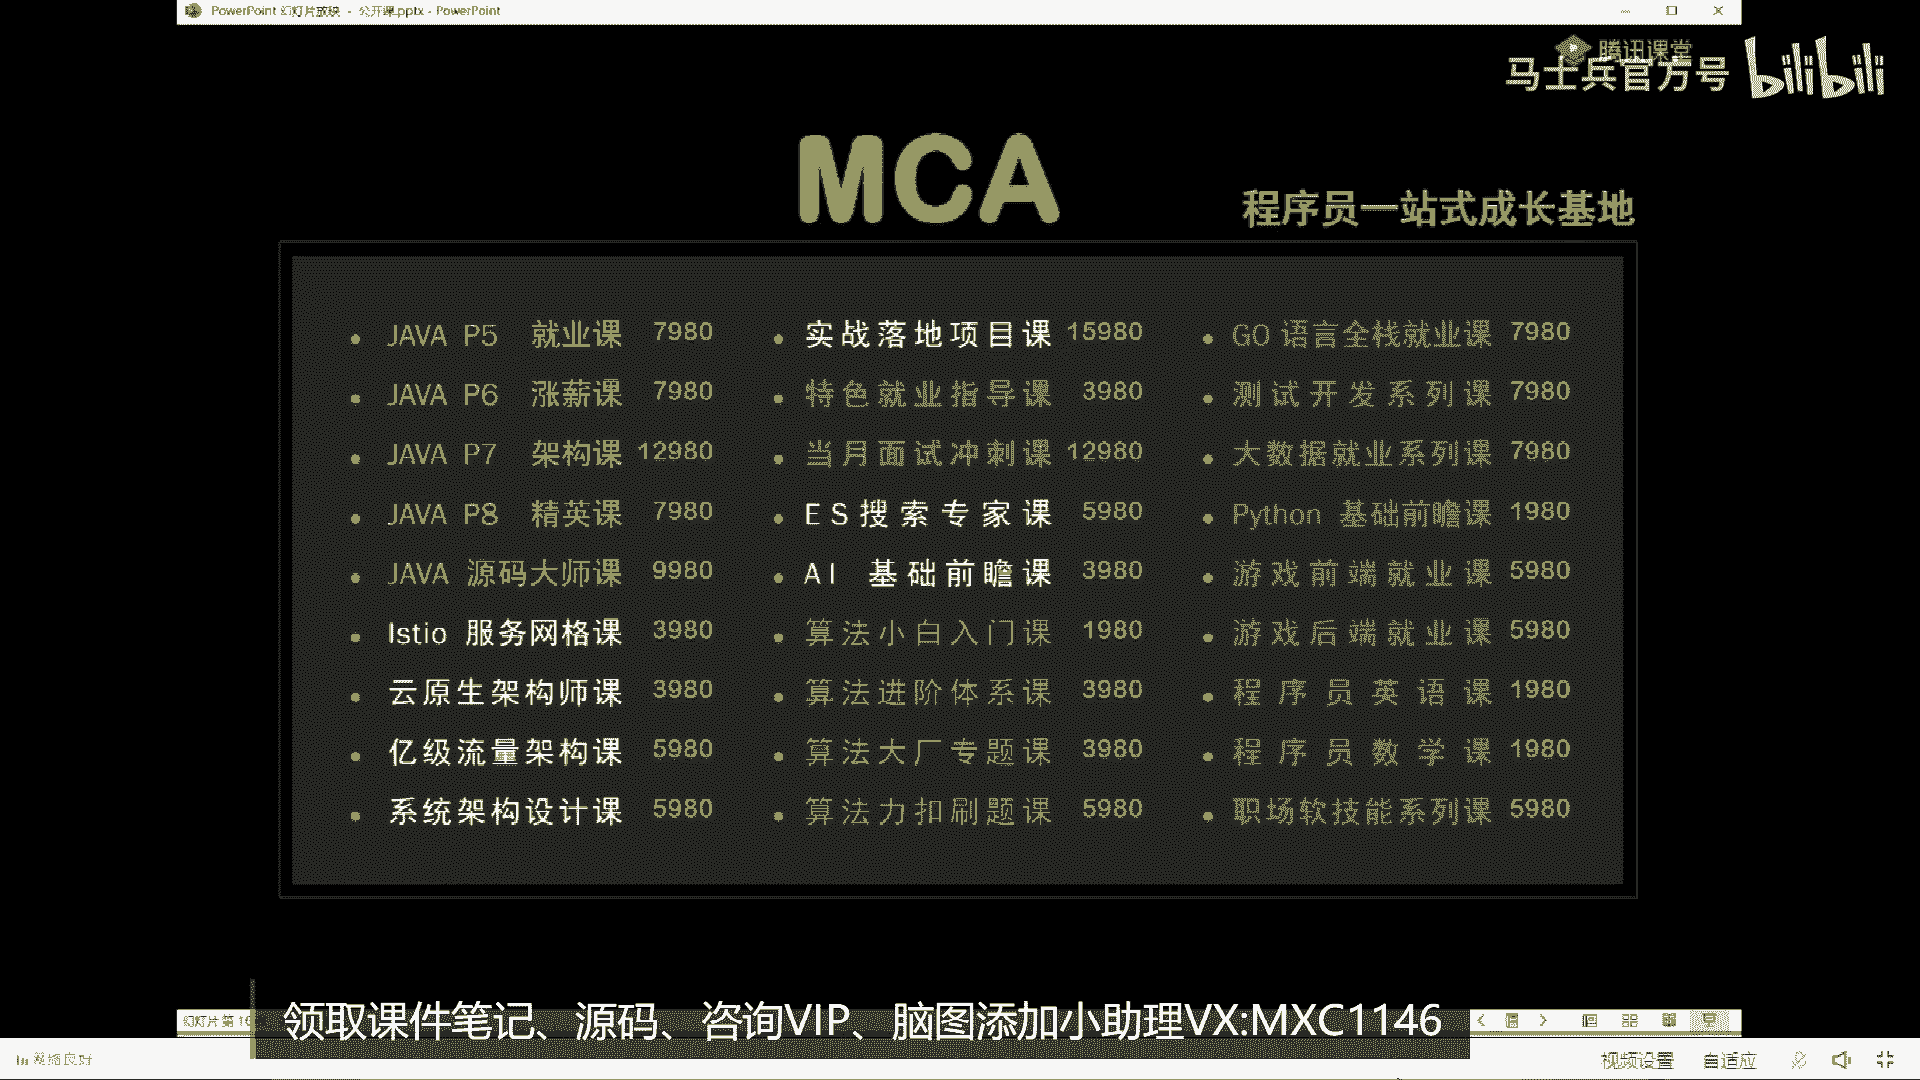 PowerPoint 幻灯片放映 - 公开课.pptx - PowerPoint
腾讯课堂
马士兵官方号 bilibili
MCA
程序员一站式成长基地
JAVA P5 就业课 7980
JAVA P6 涨薪课 7980
JAVA P7 架构课 12980
JAVA P8 精英课 7980
JAVA 源码大师课 9980
Istio 服务网格课 3980
云原生架构师课 3980
亿级流量架构课 5980
系统架构设计课 5980
实战落地项目课 15980
特色就业指导课 3980
当月面试冲刺课 12980
ES搜索专家课 5980
AI 基础前瞻课 3980
算法小白入门课 1980
算法进阶体系课 3980
算法大厂专题课 3980
算法力扣刷题课 5980
GO 语言全栈就业课 7980
测试开发系列课 7980
大数据就业系列课 7980
Python 基础前瞻课 1980
游戏前端就业课 5980
游戏后端就业课 5980
程序员英语课 1980
程序员数学课 1980
职场软技能系列课 5980
幻灯片 第
领取课件笔记、源码、咨询VIP、脑图添加小助理VX:MXC1146
网络良好
视频设置 自适应